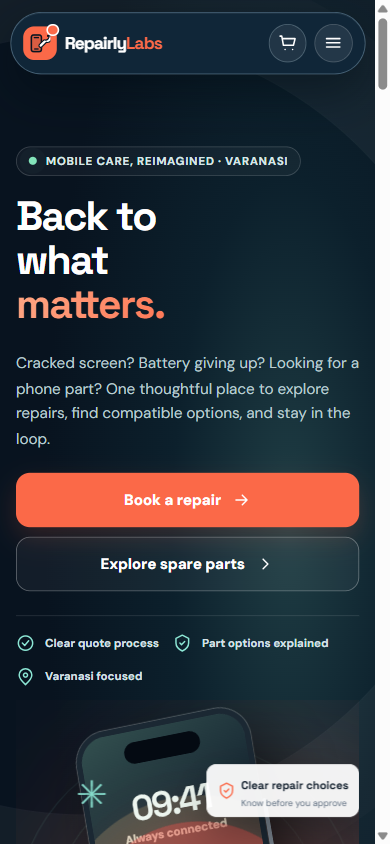 RepairlyLabs
MOBILE CARE, REIMAGINED · VARANASI
Back to
what
matters.
Cracked screen? Battery giving up? Looking for a
phone part? One thoughtful place to explore
repairs, find compatible options, and stay in the
loop.
Book a repair
Explore spare parts
Clear quote process
Part options explained
Varanasi focused
09:41
Always connected
Clear repair choices
Know before you approve